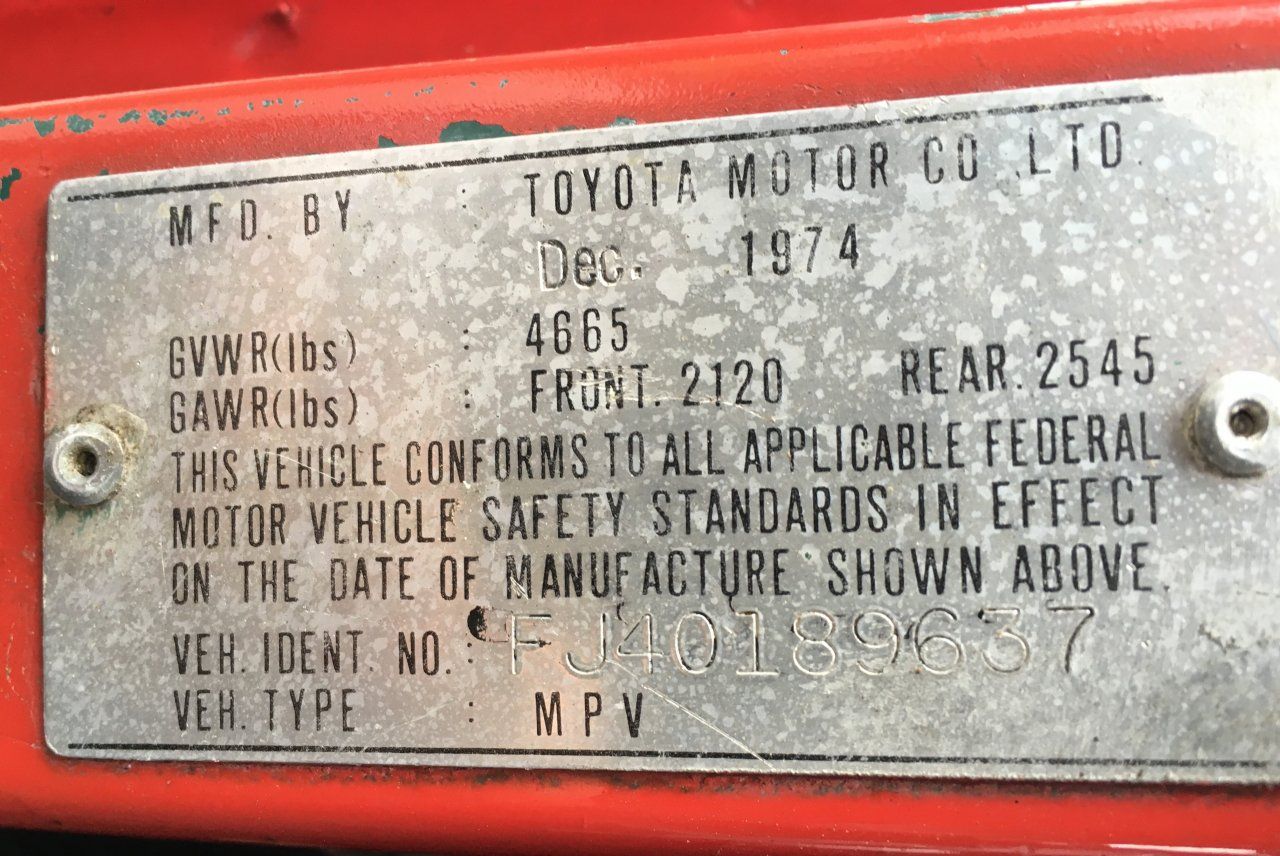 MFD. BY : TOYOTA MOTOR CO.,LTD.
Dec. 1974
GVWR(lbs) : 4665
GAWR(lbs) : FRONT. 2120 REAR. 2545
THIS VEHICLE CONFORMS TO ALL APPLICABLE FEDERAL
MOTOR VEHICLE SAFETY STANDARDS IN EFFECT
ON THE DATE OF MANUFACTURE SHOWN ABOVE.
VEH. IDENT. NO. : FJ40189637
VEH. TYPE : MPV